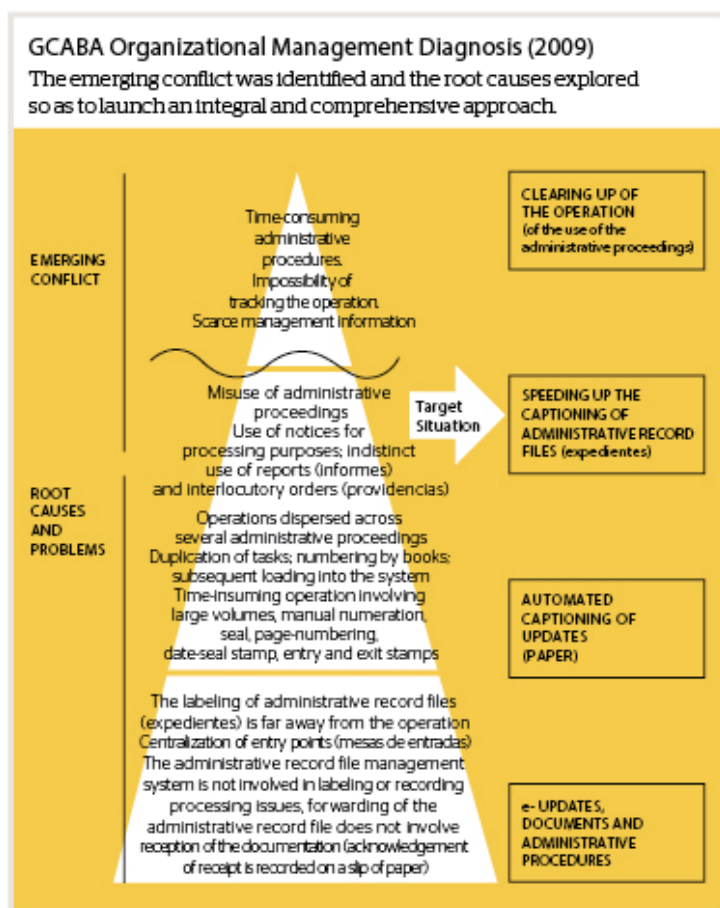 GCABA Organizational Management Diagnosis (2009)
The emerging conflict was identified and the root causes explored
so as to launch an integral and comprehensive approach.
EMERGING
CONFLICT
Time-consuming
administrative
procedures.
Impossibility of
tracking the operation.
Scarce management information
CLEARING UP OF
THE OPERATION
(of the use of the
administrative proceedings)
ROOT
CAUSES
AND
PROBLEMS
Misuse of administrative
proceedings
Use of notices for
processing purposes; indistinct
use of reports (informes)
and interlocutory orders (providencias)
Operations dispersed across
several administrative proceedings
Duplication of tasks; numbering by books;
subsequent loading into the system
Time-insuming operation involving
large volumes, manual numeration,
seal, page-numbering,
date-seal stamp, entry and exit stamps
The labeling of administrative record files
(expedientes) is far away from the operation
Centralization of entry points (mesas de entradas)
The administrative record file management
system is not involved in labeling or recording
processing issues, forwarding of the
administrative record file does not involve
reception of the documentation (acknowledgement
of receipt is recorded on a slip of paper)
Target
Situation
SPEEDING UP THE
CAPTIONING OF
ADMINISTRATIVE RECORD
FILES (expedientes)
AUTOMATED
CAPTIONING OF
UPDATES
(PAPER)
e- UPDATES,
DOCUMENTS AND
ADMINISTRATIVE
PROCEDURES